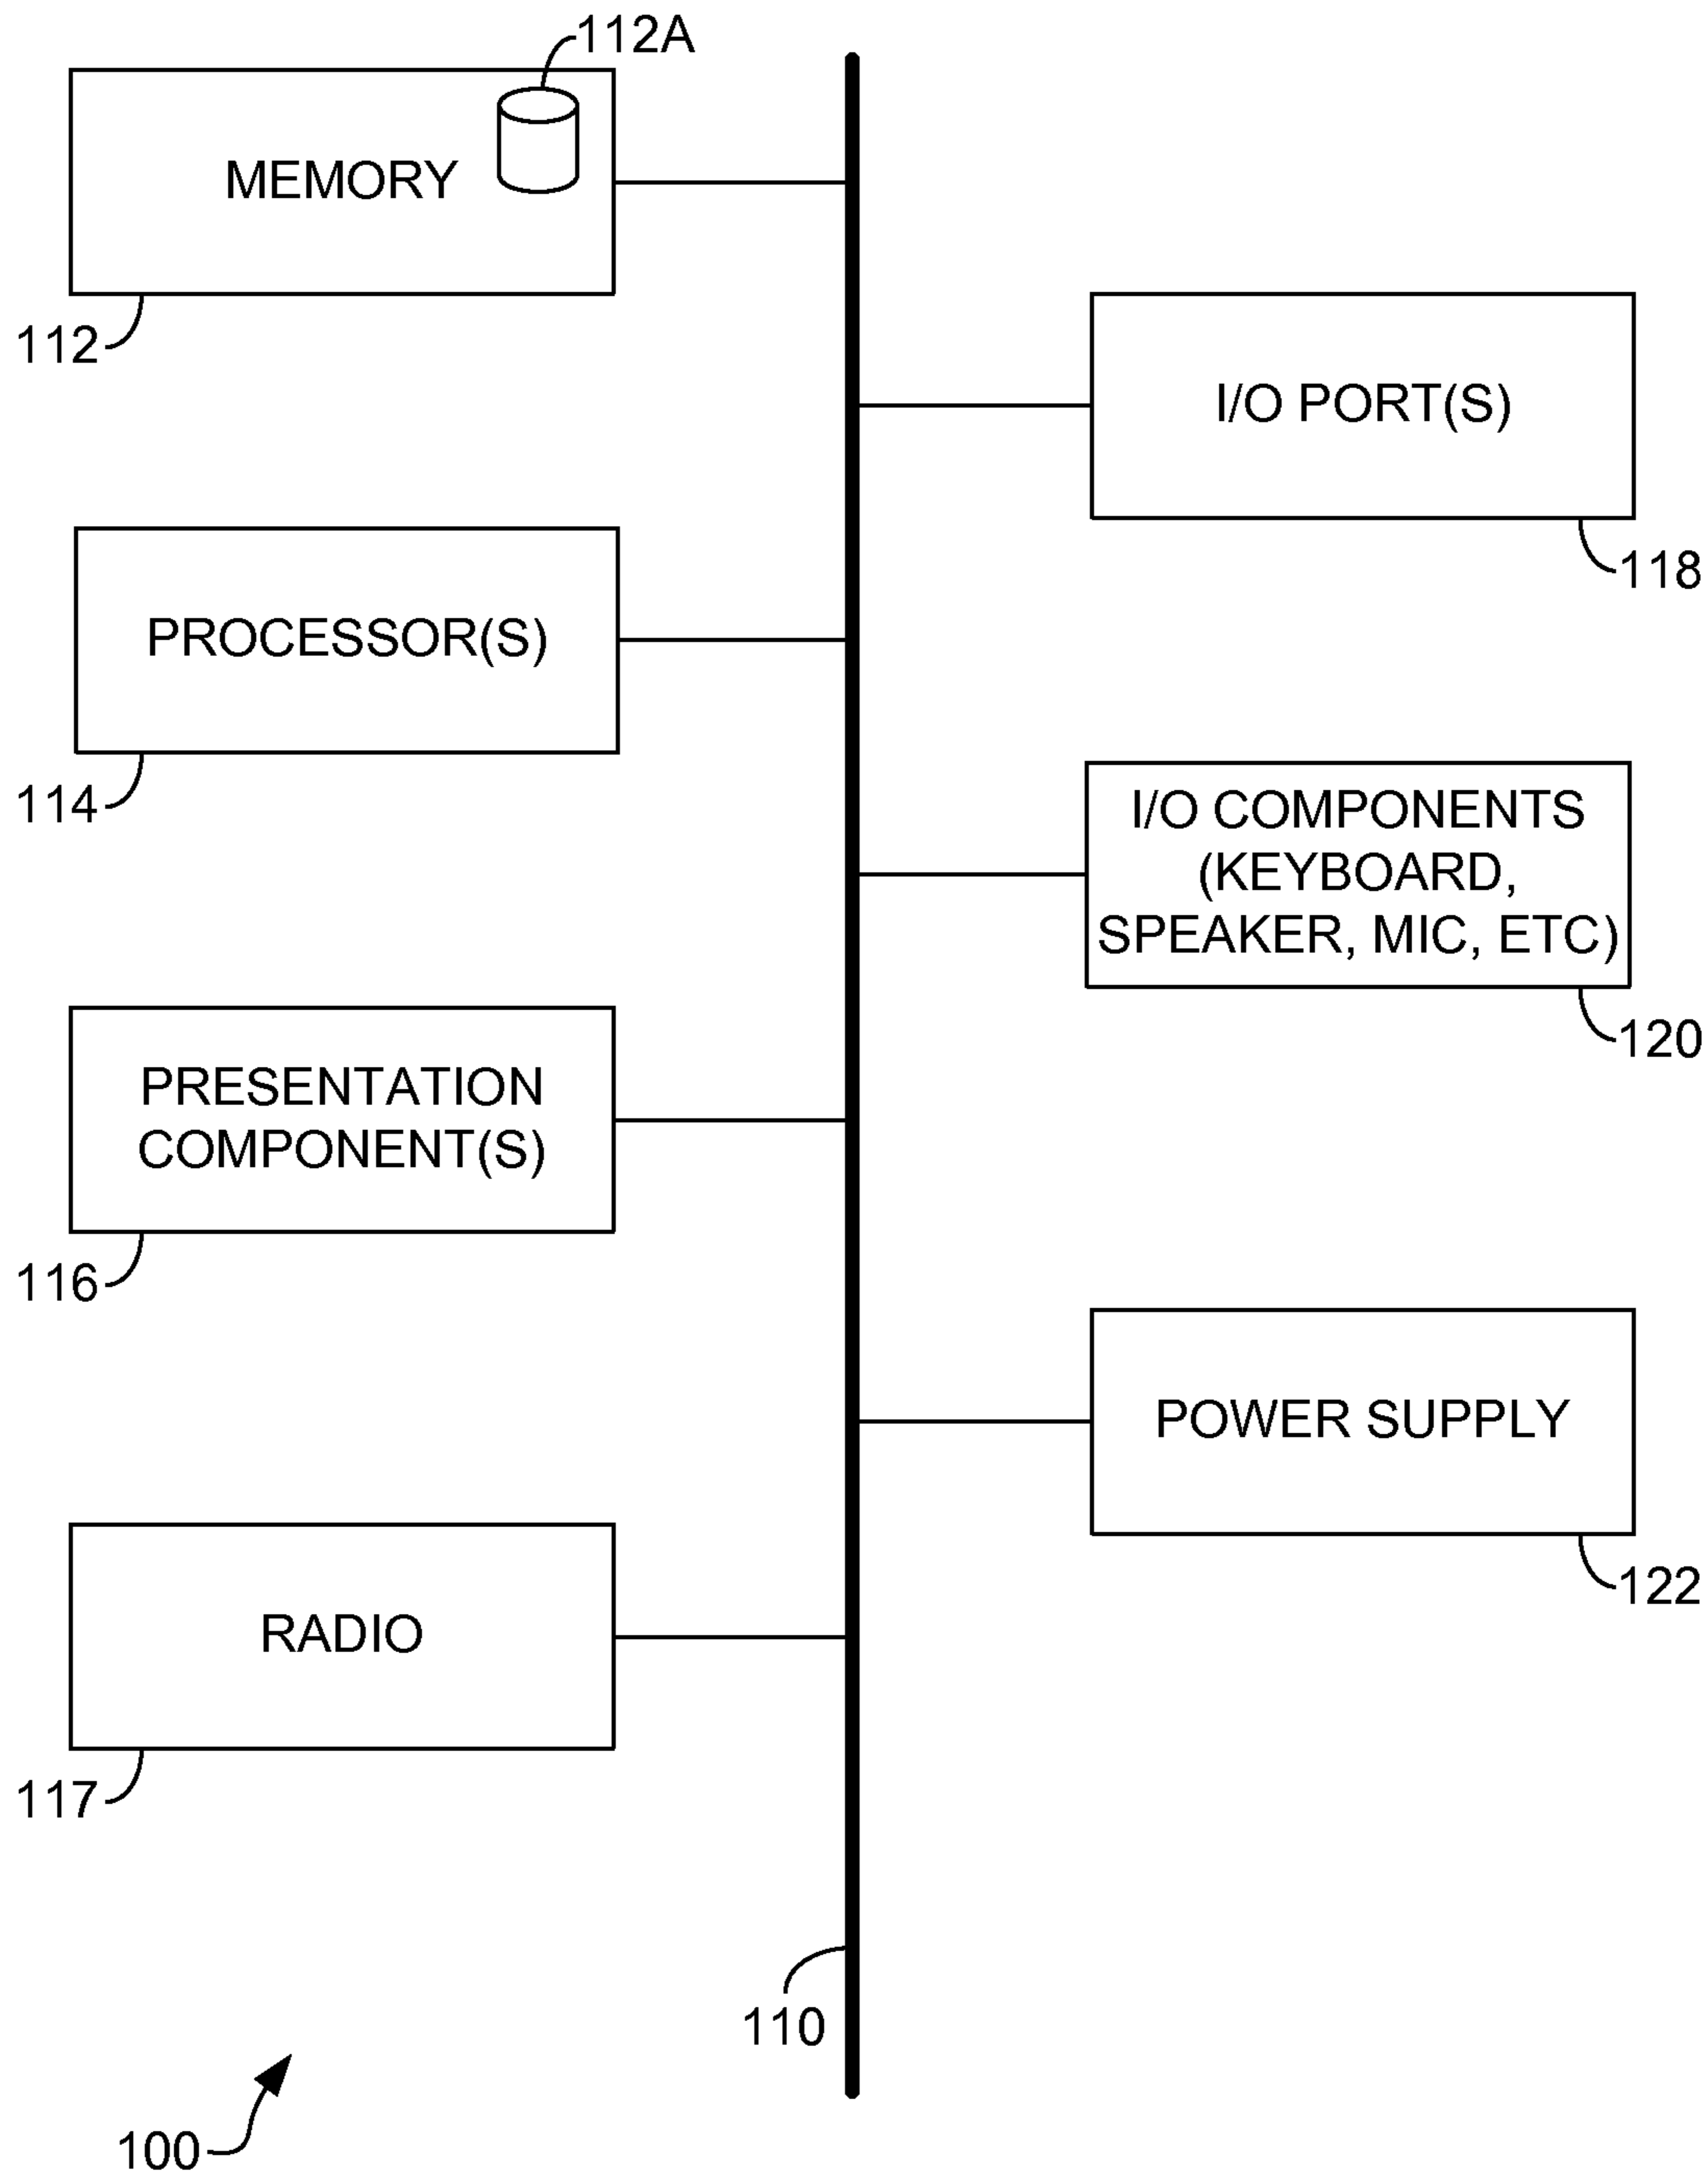 112A
MEMORY
112
I/O PORT(S)
118
PROCESSOR(S)
114
I/O COMPONENTS
(KEYBOARD,
SPEAKER, MIC, ETC)
120
PRESENTATION
COMPONENT(S)
116
POWER SUPPLY
122
RADIO
117
110
100